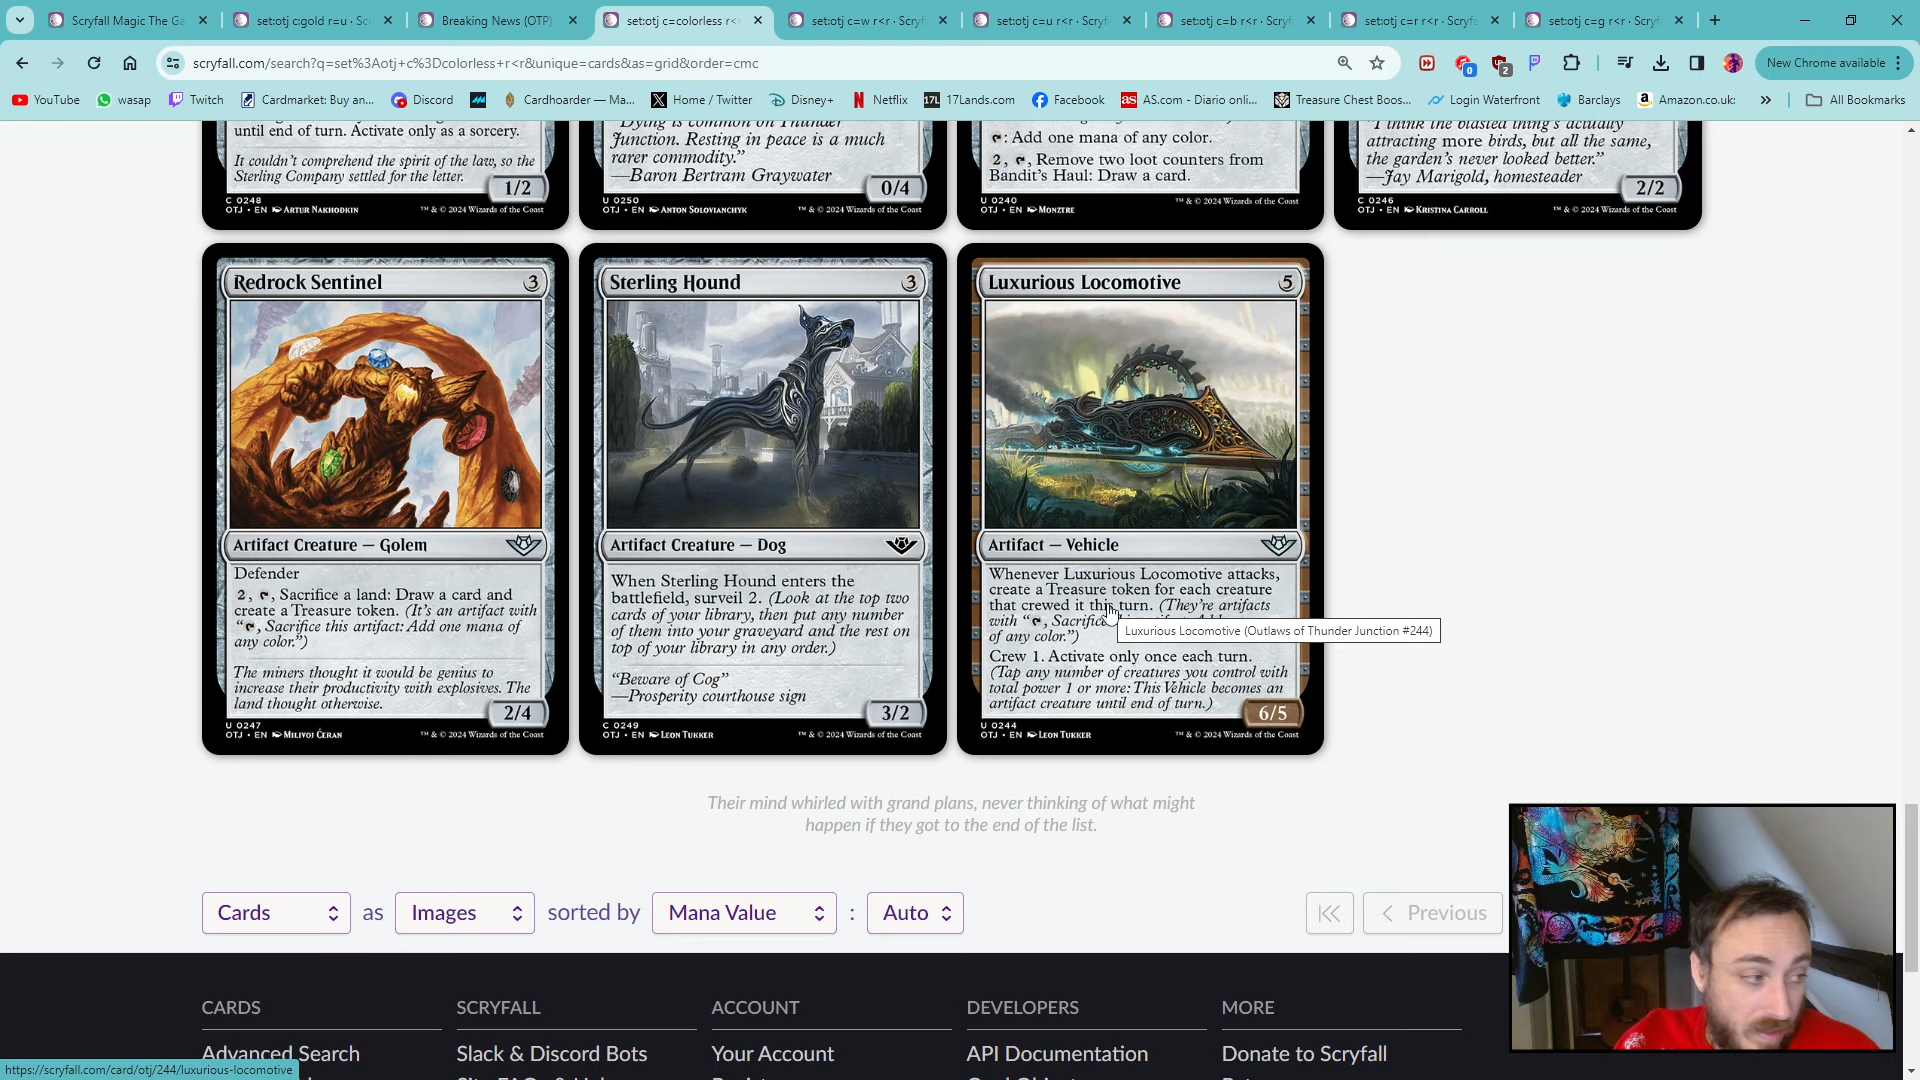 Scryfall Magic The Ga
set:otj c:gold r=u · Sc
Breaking News (OTP)
set:otj c=colorless r<
set:otj c=w r<r · Scryf
set:otj c=u r<r · Scryf
set:otj c=b r<r · Scryf
set:otj c=r r<r · Scryfa
set:otj c=g r<r · Scryf
scryfall.com/search?q=set%3Aotj+c%3Dcolorless+r<r&unique=cards&as=grid&order=cmc
0
2
New Chrome available
YouTube
wasap
Twitch
Cardmarket: Buy an...
Discord
Cardhoarder — Ma...
Home / Twitter
Disney+
Netflix
17L 17Lands.com
Facebook
as AS.com - Diario onli...
Treasure Chest Boos...
Login Waterfront
Barclays
Amazon.co.uk:
All Bookmarks
until end of turn. Activate only as a sorcery.
It couldn't comprehend the spirit of the law, so the
Sterling Company settled for the letter.
1/2
C 0248
OTJ • EN Artur Nakhodkin
™ & © 2024 Wizards of the Coast
"Dying is common on Thunder
Junction. Resting in peace is a much
rarer commodity."
—Baron Bertram Graywater
0/4
U 0250
OTJ • EN Anton Solovianchyk
™ & © 2024 Wizards of the Coast
: Add one mana of any color.
2, , Remove two loot counters from
Bandit's Haul: Draw a card.
U 0240
OTJ • EN Monztre
™ & © 2024 Wizards of the Coast
"I think the blasted thing's actually
attracting more birds, but all the same,
the garden's never looked better."
—Jay Marigold, homesteader
2/2
C 0246
OTJ • EN Kristina Carroll
™ & © 2024 Wizards of the Coast
Redrock Sentinel 3
Artifact Creature — Golem
Defender
2, , Sacrifice a land: Draw a card and
create a Treasure token. (It's an artifact with
", Sacrifice this artifact: Add one mana of
any color.")
The miners thought it would be genius to
increase their productivity with explosives. The
land thought otherwise.
2/4
U 0247
OTJ • EN Milivoj Ćeran
™ & © 2024 Wizards of the Coast
Sterling Hound 3
Artifact Creature — Dog
When Sterling Hound enters the
battlefield, surveil 2. (Look at the top two
cards of your library, then put any number
of them into your graveyard and the rest on
top of your library in any order.)
"Beware of Cog"
—Prosperity courthouse sign
3/2
C 0249
OTJ • EN Leon Tukker
™ & © 2024 Wizards of the Coast
Luxurious Locomotive 5
Artifact — Vehicle
Whenever Luxurious Locomotive attacks,
create a Treasure token for each creature
that crewed it this turn. (They're artifacts
with ", Sacrifice
of any color.")
Luxurious Locomotive (Outlaws of Thunder Junction #244)
Crew 1. Activate only once each turn.
(Tap any number of creatures you control with
total power 1 or more: This Vehicle becomes an
artifact creature until end of turn.)
6/5
U 0244
OTJ • EN Leon Tukker
™ & © 2024 Wizards of the Coast
Their mind whirled with grand plans, never thinking of what might
happen if they got to the end of the list.
Cards as Images sorted by Mana Value : Auto
Previous
CARDS
SCRYFALL
ACCOUNT
DEVELOPERS
MORE
Advanced Search
Slack & Discord Bots
Your Account
API Documentation
Donate to Scryfall
https://scryfall.com/card/otj/244/luxurious-locomotive